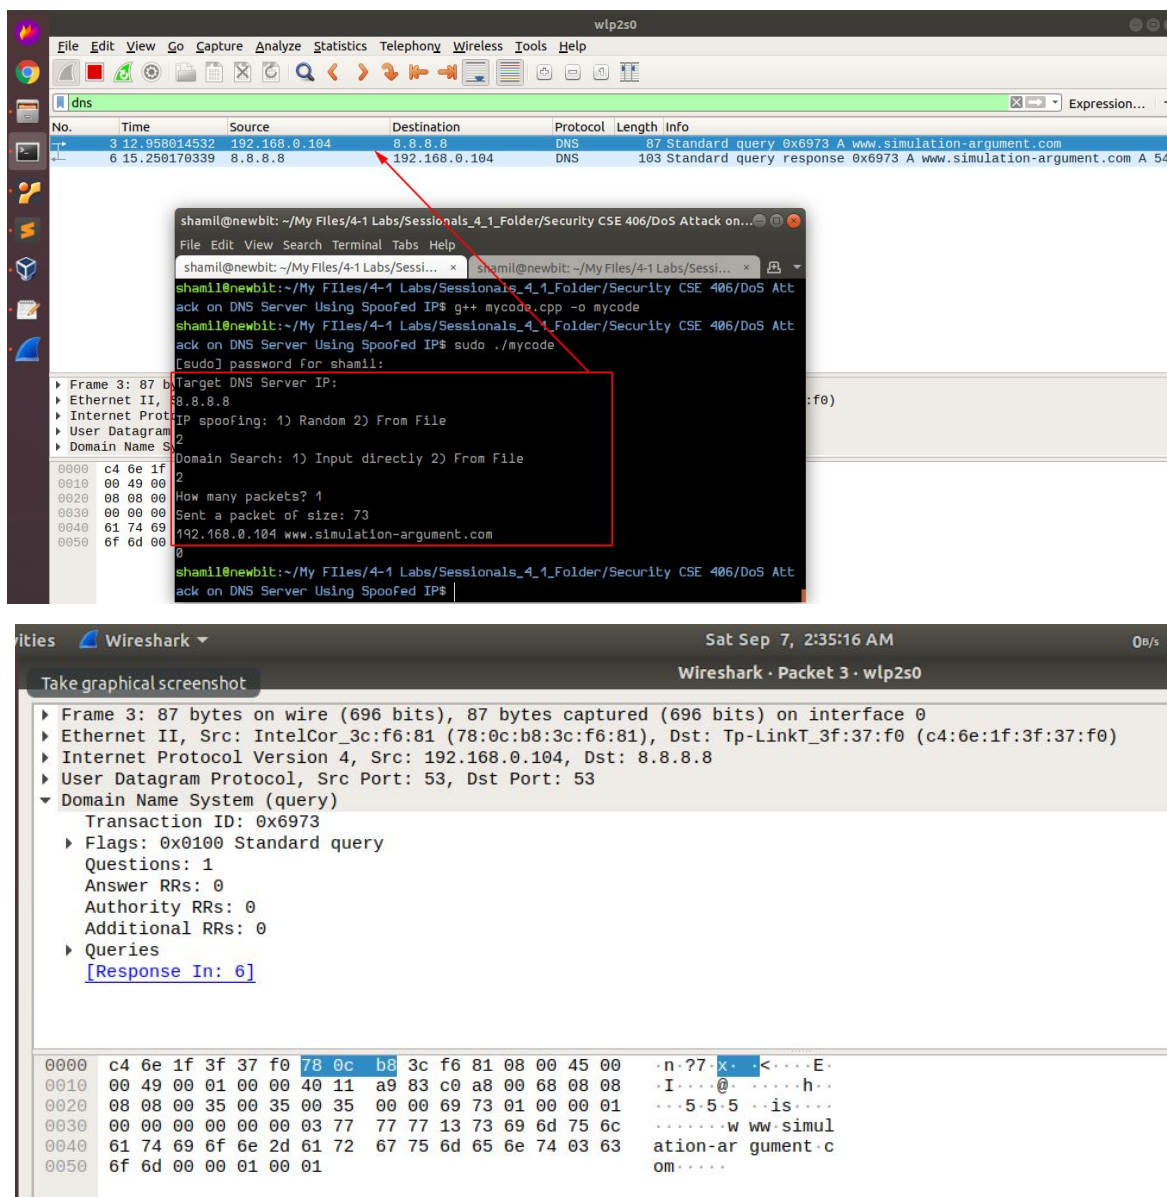 wlp2s0
File Edit View Go Capture Analyze Statistics Telephony Wireless Tools Help
dns
Expression...
No. Time Source Destination Protocol Length Info
3 12.958014532 192.168.0.104 8.8.8.8 DNS 87 Standard query 0x6973 A www.simulation-argument.com
6 15.250170339 8.8.8.8 192.168.0.104 DNS 103 Standard query response 0x6973 A www.simulation-argument.com A 54
shamil@newbit: ~/My FIles/4-1 Labs/Sessionals_4_1_Folder/Security CSE 406/DoS Attack on...
File Edit View Search Terminal Tabs Help
shamil@newbit: ~/My FIles/4-1 Labs/Sessi... × shamil@newbit: ~/My FIles/4-1 Labs/Sessi... ×
shamil@newbit:~/My FIles/4-1 Labs/Sessionals_4_1_Folder/Security CSE 406/DoS Att
ack on DNS Server Using Spoofed IP$ g++ mycode.cpp -o mycode
shamil@newbit:~/My FIles/4-1 Labs/Sessionals_4_1_Folder/Security CSE 406/DoS Att
ack on DNS Server Using Spoofed IP$ sudo ./mycode
[sudo] password for shamil:
Target DNS Server IP:
8.8.8.8
IP spoofing: 1) Random 2) From File
2
Domain Search: 1) Input directly 2) From File
2
How many packets? 1
Sent a packet of size: 73
192.168.0.104 www.simulation-argument.com
0
shamil@newbit:~/My FIles/4-1 Labs/Sessionals_4_1_Folder/Security CSE 406/DoS Att
ack on DNS Server Using Spoofed IP$
Frame 3: 87 b
Ethernet II, :f0)
Internet Prot
User Datagram
Domain Name S
0000 c4 6e 1f
0010 00 49 00
0020 08 08 00
0030 00 00 00
0040 61 74 69
0050 6f 6d 00
vities Wireshark Sat Sep 7, 2:35:16 AM 0B/s
Take graphical screenshot Wireshark · Packet 3 · wlp2s0
Frame 3: 87 bytes on wire (696 bits), 87 bytes captured (696 bits) on interface 0
Ethernet II, Src: IntelCor_3c:f6:81 (78:0c:b8:3c:f6:81), Dst: Tp-LinkT_3f:37:f0 (c4:6e:1f:3f:37:f0)
Internet Protocol Version 4, Src: 192.168.0.104, Dst: 8.8.8.8
User Datagram Protocol, Src Port: 53, Dst Port: 53
Domain Name System (query)
Transaction ID: 0x6973
Flags: 0x0100 Standard query
Questions: 1
Answer RRs: 0
Authority RRs: 0
Additional RRs: 0
Queries
[Response In: 6]
0000 c4 6e 1f 3f 37 f0 78 0c b8 3c f6 81 08 00 45 00 ·n·?7·x· ·<····E·
0010 00 49 00 01 00 00 40 11 a9 83 c0 a8 00 68 08 08 ·I····@· ·····h··
0020 08 08 00 35 00 35 00 35 00 00 69 73 01 00 00 01 ···5·5·5 ··is····
0030 00 00 00 00 00 00 03 77 77 77 13 73 69 6d 75 6c ·······w ww·simul
0040 61 74 69 6f 6e 2d 61 72 67 75 6d 65 6e 74 03 63 ation-ar gument·c
0050 6f 6d 00 00 01 00 01 om·····